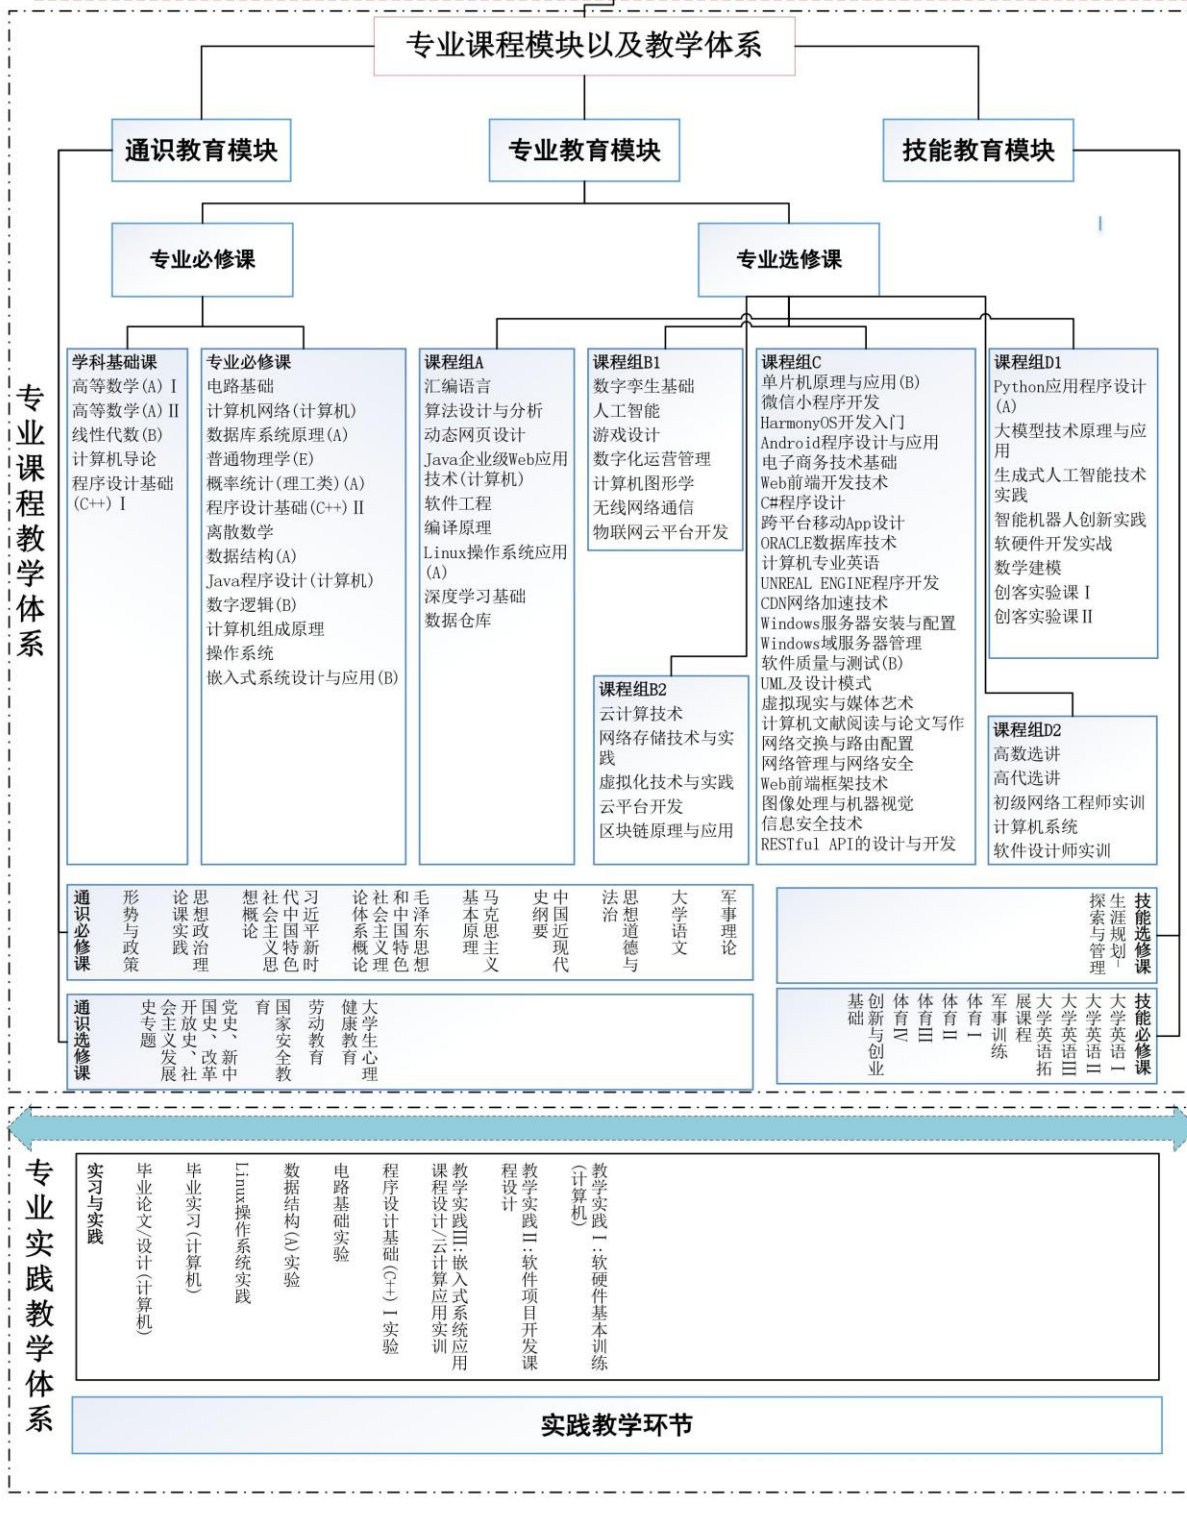 专业课程模块以及教学体系
通识教育模块
专业教育模块
技能教育模块
专业必修课
专业选修课
专业课程教学体系
学科基础课
高等数学(A)Ⅰ
高等数学(A)Ⅱ
线性代数(B)
计算机导论
程序设计基础
(C++)Ⅰ
专业必修课
电路基础
计算机网络(计算机)
数据库系统原理(A)
普通物理学(E)
概率统计(理工类)(A)
程序设计基础(C++)Ⅱ
离散数学
数据结构(A)
Java程序设计(计算机)
数字逻辑(B)
计算机组成原理
操作系统
嵌入式系统设计与应用(B)
课程组A
汇编语言
算法设计与分析
动态网页设计
Java企业级Web应用
技术(计算机)
软件工程
编译原理
Linux操作系统应用
(A)
深度学习基础
数据仓库
课程组B1
数字孪生基础
人工智能
游戏设计
数字化运营管理
计算机图形学
无线网络通信
物联网云平台开发
课程组B2
云计算技术
网络存储技术与实
践
虚拟化技术与实践
云平台开发
区块链原理与应用
课程组C
单片机原理与应用(B)
微信小程序开发
HarmonyOS开发入门
Android程序设计与应用
电子商务技术基础
Web前端开发技术
C#程序设计
跨平台移动App设计
ORACLE数据库技术
计算机专业英语
UNREAL ENGINE程序开发
CDN网络加速技术
Windows服务器安装与配置
Windows域服务器管理
软件质量与测试(B)
UML及设计模式
虚拟现实与媒体艺术
计算机文献阅读与论文写作
网络交换与路由配置
网络管理与网络安全
Web前端框架技术
图像处理与机器视觉
信息安全技术
RESTful API的设计与开发
课程组D1
Python应用程序设计
(A)
大模型技术原理与应
用
生成式人工智能技术
实践
智能机器人创新实践
软硬件开发实战
数学建模
创客实验课Ⅰ
创客实验课Ⅱ
课程组D2
高数选讲
高代选讲
初级网络工程师实训
计算机系统
软件设计师实训
通识必修课
形势与政策
思想政治理
论课实践
习近平新时
代中国特色
社会主义思
想概论
毛泽东思想
和中国特色
社会主义理
论体系概论
马克思主义
基本原理
中国近现代
史纲要
思想道德与
法治
大学语文
军事理论
技能选修课
生涯规划-
探索与管理
通识选修课
党史、新中
国史、改革
开放史、社
会主义发展
史专题
国家安全教
育
劳动教育
大学生心理
健康教育
技能必修课
大学英语Ⅰ
大学英语Ⅱ
大学英语Ⅲ
大学英语拓
展课程
军事训练
体育Ⅰ
体育Ⅱ
体育Ⅲ
体育Ⅳ
创新与创业
基础
专业实践教学体系
实习与实践
毕业论文/设计(计算机)
毕业实习(计算机)
Linux操作系统实践
数据结构(A)实验
电路基础实验
程序设计基础(C++)Ⅰ实验
教学实践Ⅲ:嵌入式系统应用
课程设计/云计算应用实训
教学实践Ⅱ:软件项目开发课
程设计
教学实践Ⅰ:软硬件基本训练
(计算机)
实践教学环节